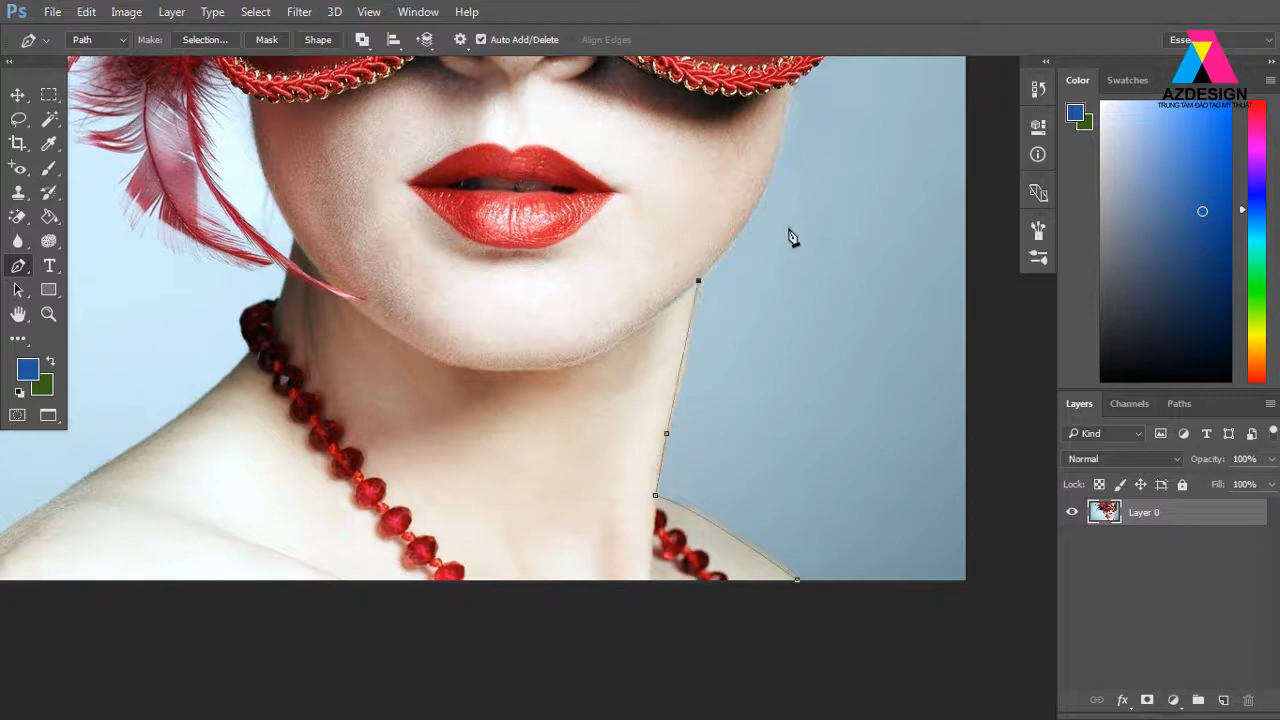 Ps File Edit Image Layer Type Select Filter 3D View Window Help
Path Make: Selection... Mask Shape Auto Add/Delete Align Edges Esse
AZDESIGN
TRUNG TÂM ĐÀO TẠO MỸ THUẬT
Color Swatches
Layers Channels Paths
Kind
Normal Opacity: 100%
Lock: Fill: 100%
Layer 0
fx